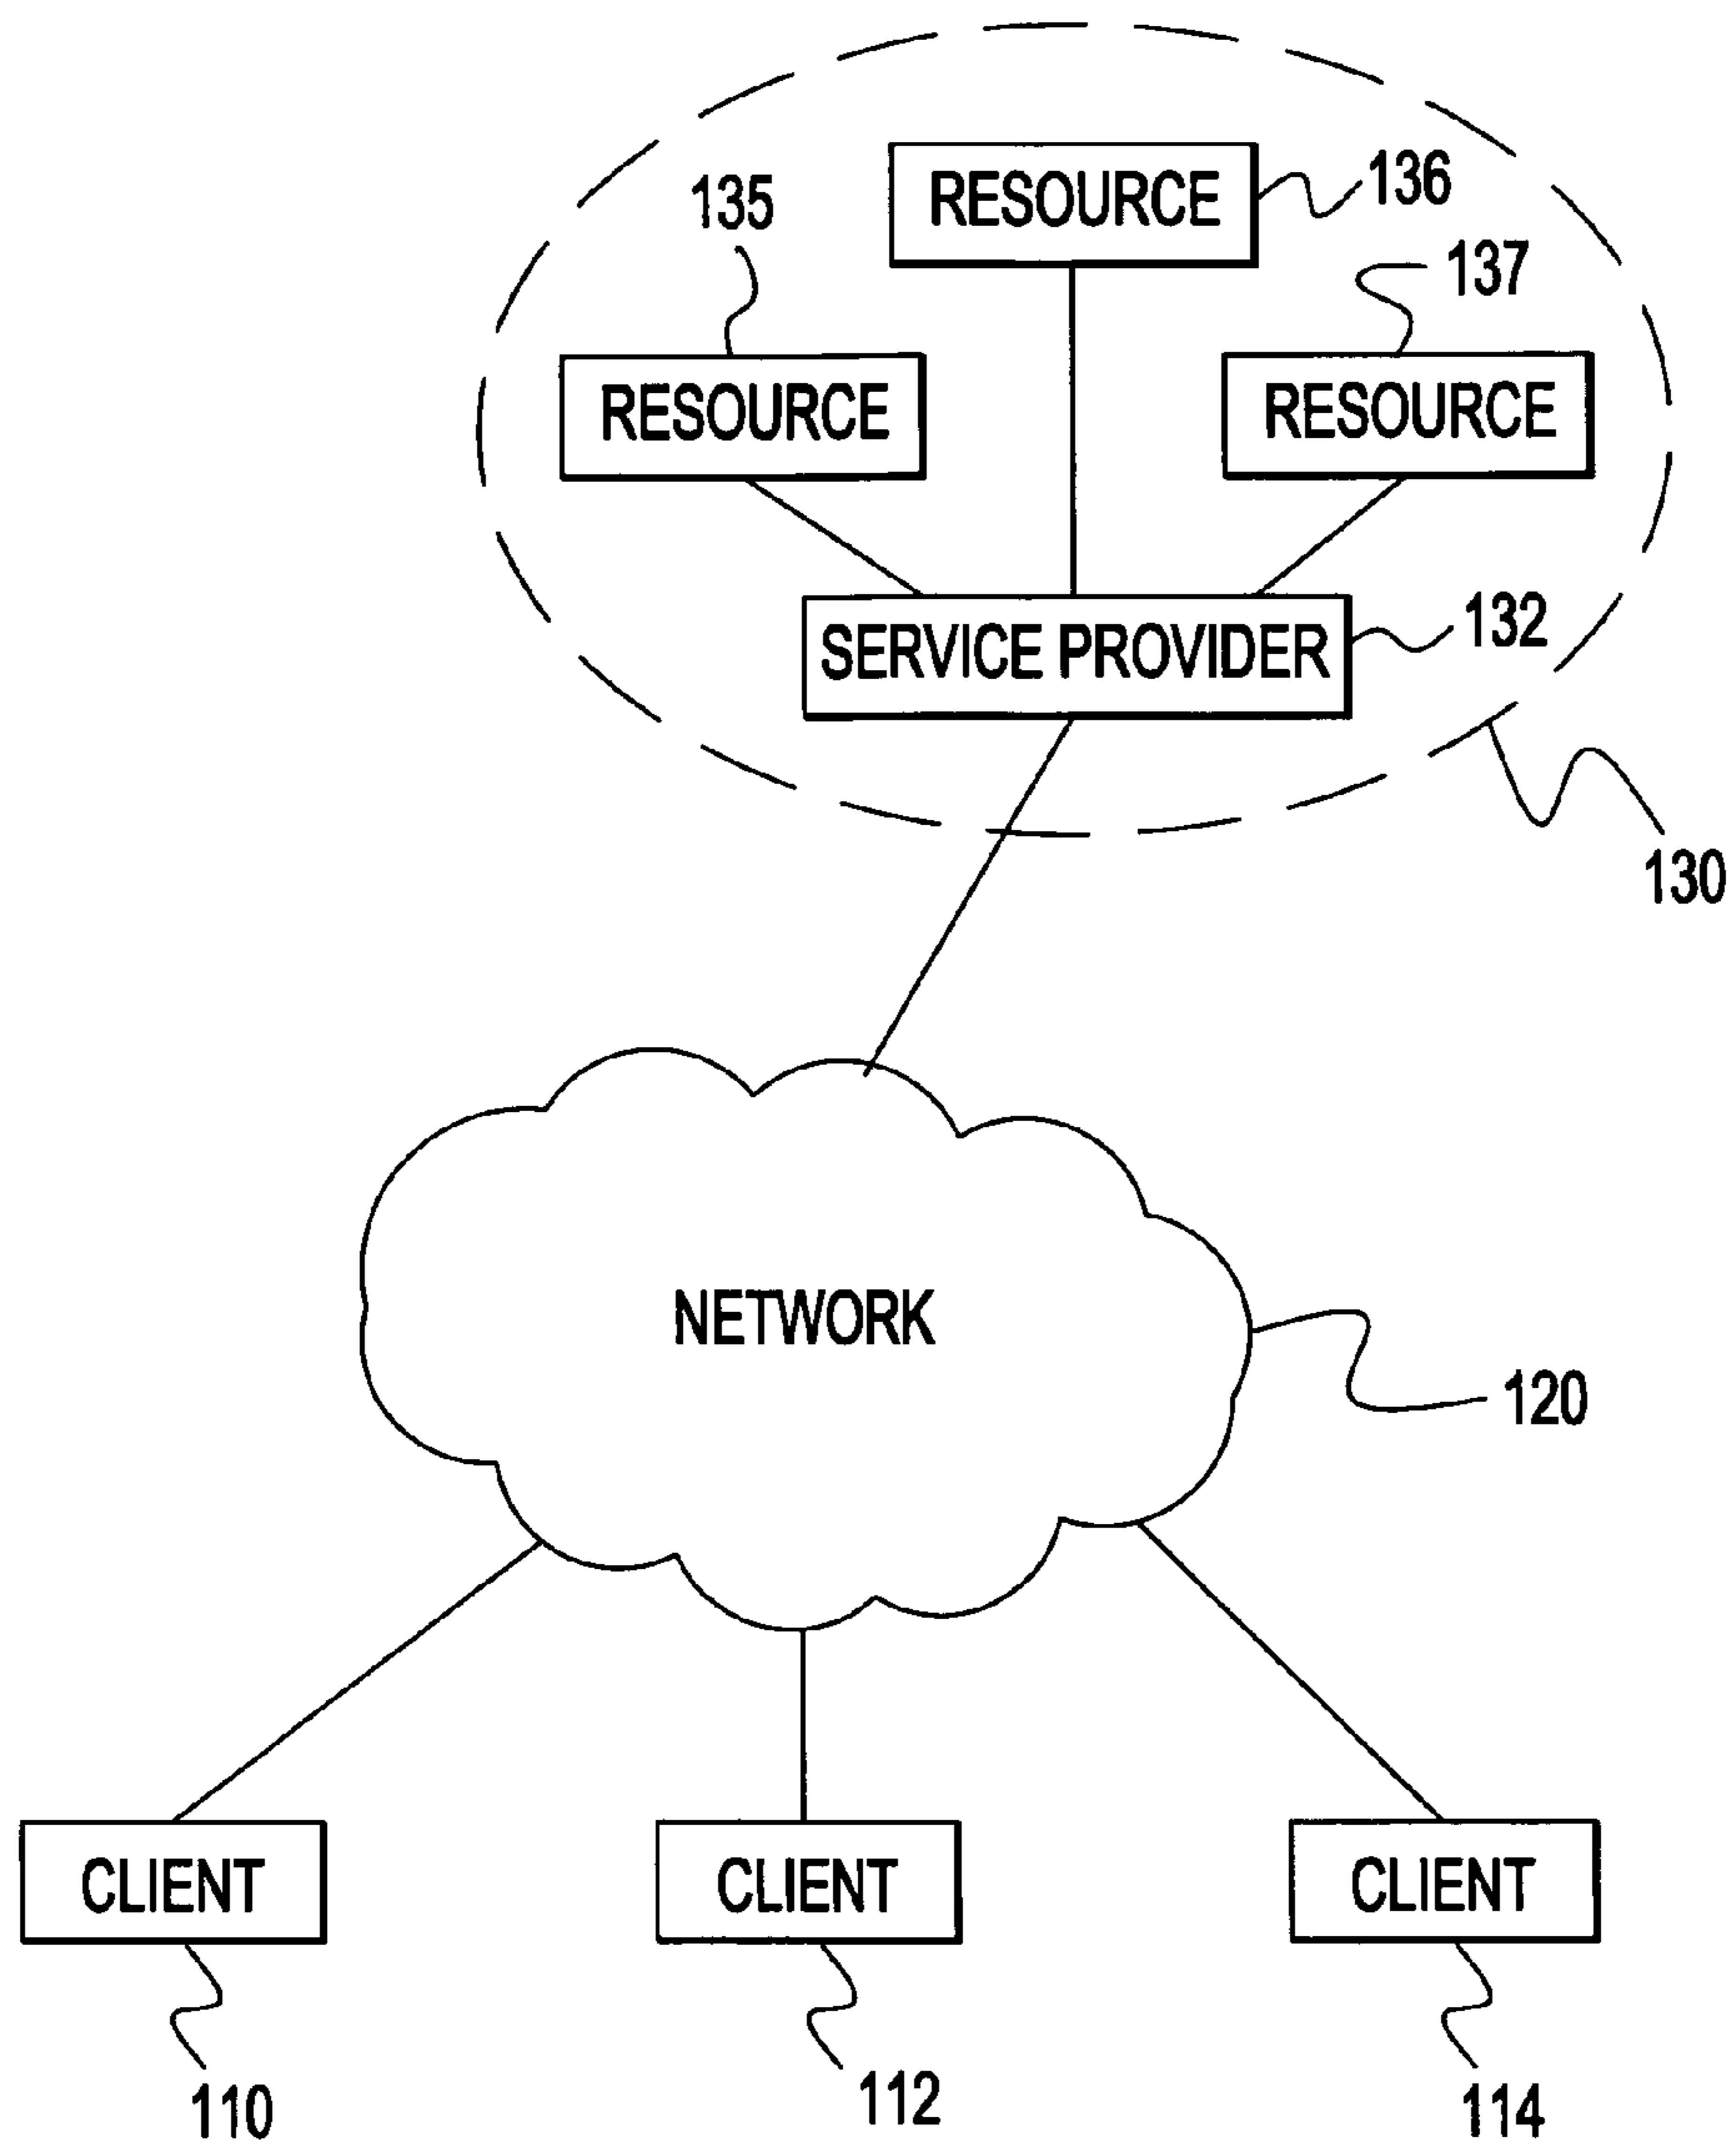 RESOURCE
136
135
137
RESOURCE
RESOURCE
SERVICE PROVIDER
132
130
NETWORK
120
CLIENT
CLIENT
CLIENT
110
112
114